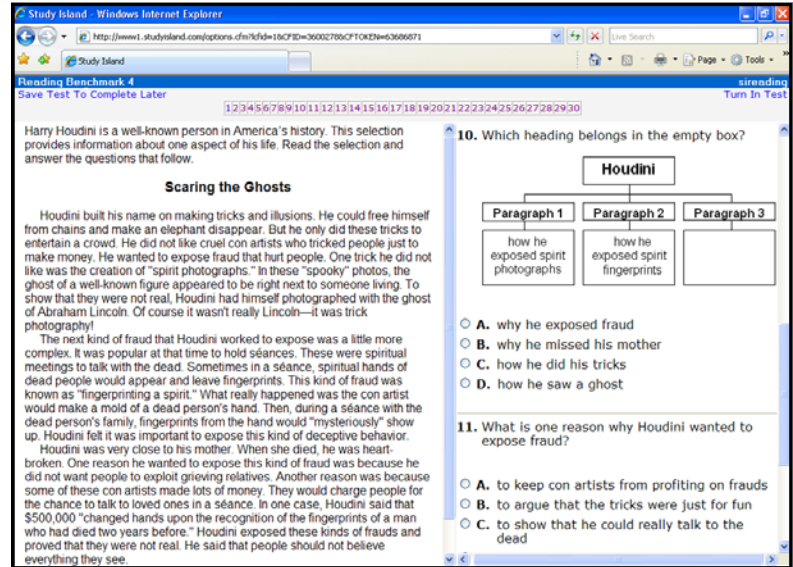 Study Island - Windows Internet Explorer
http://www1.studyisland.com/options.cfm?lcfid=1&CFID=36002786CFTOKEN=63686871
Live Search
Study Island
Page
Tools
Reading Benchmark 4
sireading
Save Test To Complete Later
Turn In Test
1 2 3 4 5 6 7 8 9 10 11 12 13 14 15 16 17 18 19 20 21 22 23 24 25 26 27 28 29 30
Harry Houdini is a well-known person in America's history. This selection
provides information about one aspect of his life. Read the selection and
answer the questions that follow.
Scaring the Ghosts
Houdini built his name on making tricks and illusions. He could free himself
from chains and make an elephant disappear. But he only did these tricks to
entertain a crowd. He did not like cruel con artists who tricked people just to
make money. He wanted to expose fraud that hurt people. One trick he did not
like was the creation of "spirit photographs." In these "spooky" photos, the
ghost of a well-known figure appeared to be right next to someone living. To
show that they were not real, Houdini had himself photographed with the ghost
of Abraham Lincoln. Of course it wasn't really Lincoln—it was trick
photography!
The next kind of fraud that Houdini worked to expose was a little more
complex. It was popular at that time to hold séances. These were spiritual
meetings to talk with the dead. Sometimes in a séance, spiritual hands of
dead people would appear and leave fingerprints. This kind of fraud was
known as "fingerprinting a spirit." What really happened was the con artist
would make a mold of a dead person's hand. Then, during a séance with the
dead person's family, fingerprints from the hand would "mysteriously" show
up. Houdini felt it was important to expose this kind of deceptive behavior.
Houdini was very close to his mother. When she died, he was heart-
broken. One reason he wanted to expose this kind of fraud was because he
did not want people to exploit grieving relatives. Another reason was because
some of these con artists made lots of money. They would charge people for
the chance to talk to loved ones in a séance. In one case, Houdini said that
$500,000 "changed hands upon the recognition of the fingerprints of a man
who had died two years before." Houdini exposed these kinds of frauds and
proved that they were not real. He said that people should not believe
everything they see.
10. Which heading belongs in the empty box?
Houdini
Paragraph 1
Paragraph 2
Paragraph 3
how he
exposed spirit
photographs
how he
exposed spirit
fingerprints
A. why he exposed fraud
B. why he missed his mother
C. how he did his tricks
D. how he saw a ghost
11. What is one reason why Houdini wanted to
expose fraud?
A. to keep con artists from profiting on frauds
B. to argue that the tricks were just for fun
C. to show that he could really talk to the
dead